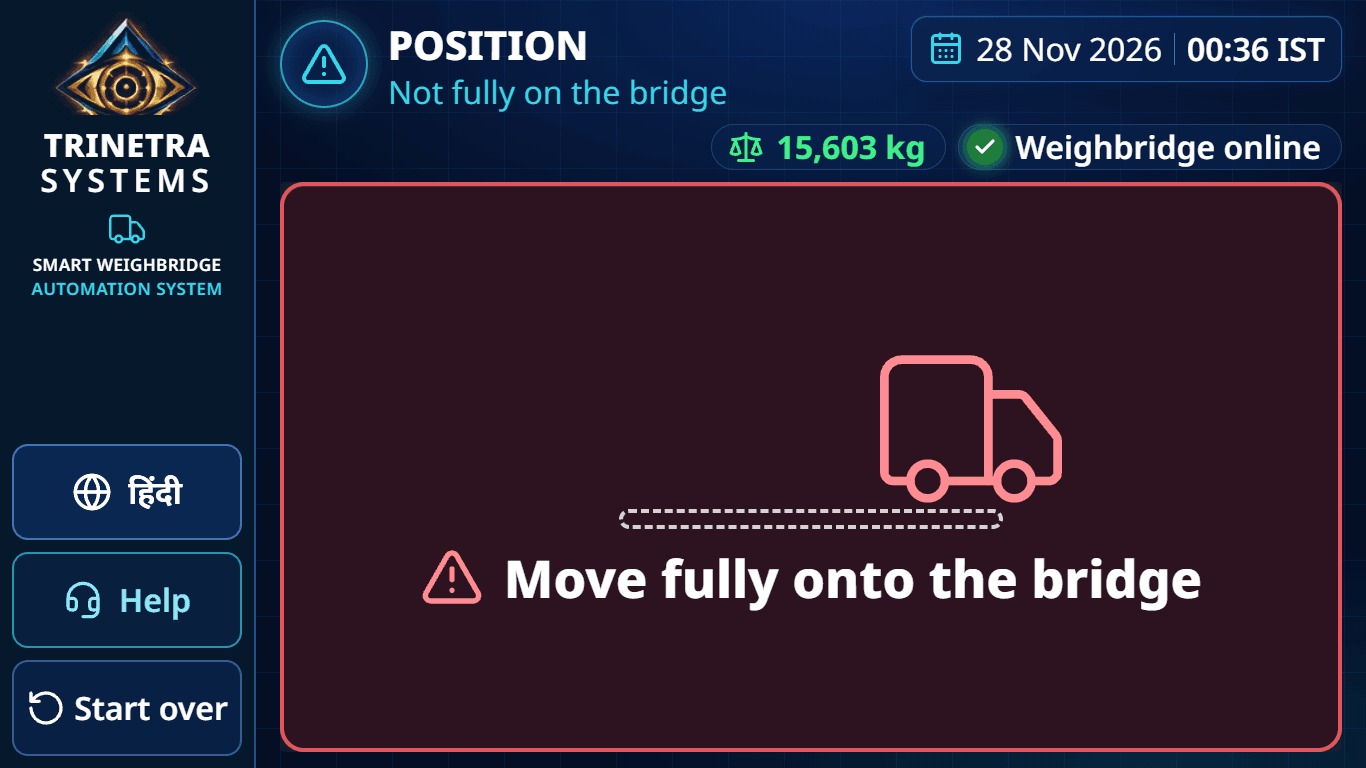 TRINETRA
SYSTEMS
SMART WEIGHBRIDGE
AUTOMATION SYSTEM
हिंदी
Help
Start over
POSITION
Not fully on the bridge
28 Nov 2026 00:36 IST
15,603 kg
Weighbridge online
Move fully onto the bridge